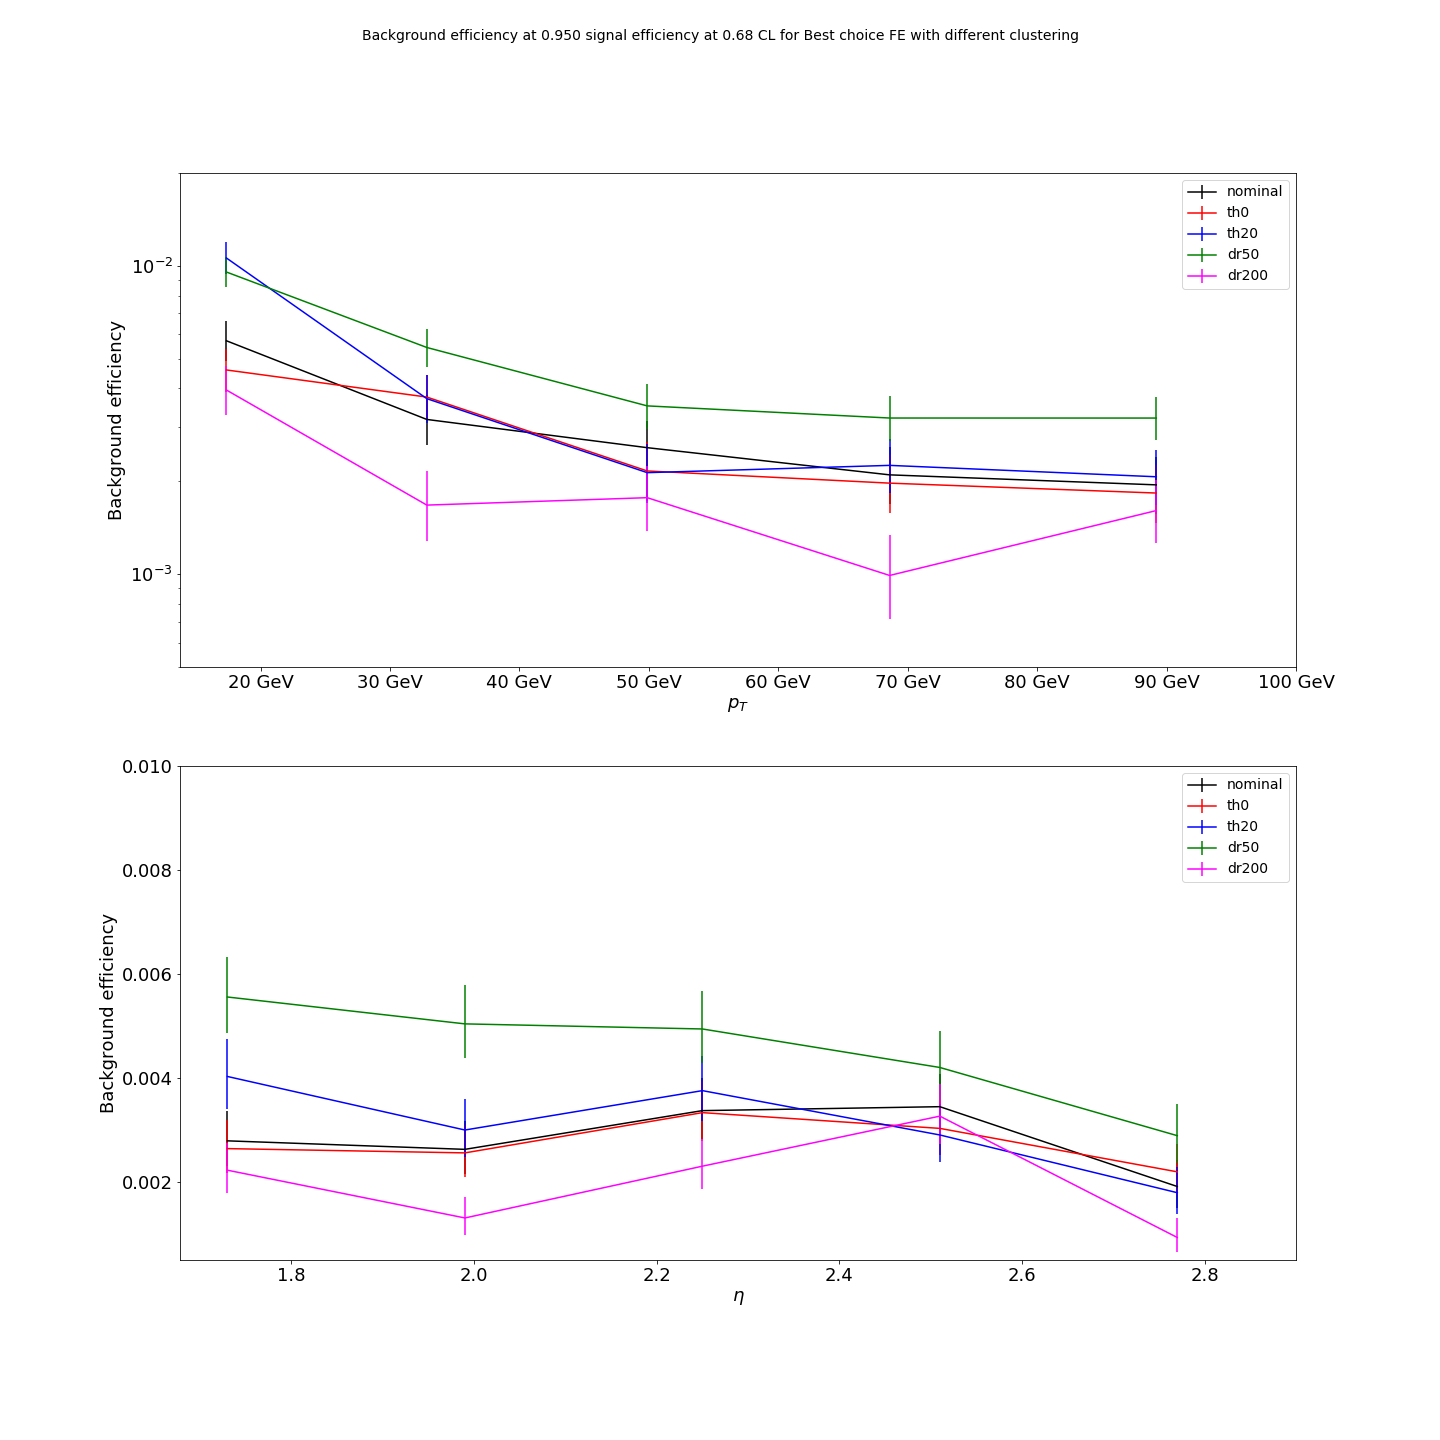 Background efficiency at 0.950 signal efficiency at 0.68 CL for Best choice FE with different clustering
nominal
th0
th20
dr50
dr200
Background efficiency
10⁻²
10⁻³
20 GeV 30 GeV 40 GeV 50 GeV 60 GeV 70 GeV 80 GeV 90 GeV 100 GeV
p_T
nominal
th0
th20
dr50
dr200
Background efficiency
0.010
0.008
0.006
0.004
0.002
1.8 2.0 2.2 2.4 2.6 2.8
η